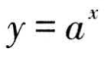 y = a^x